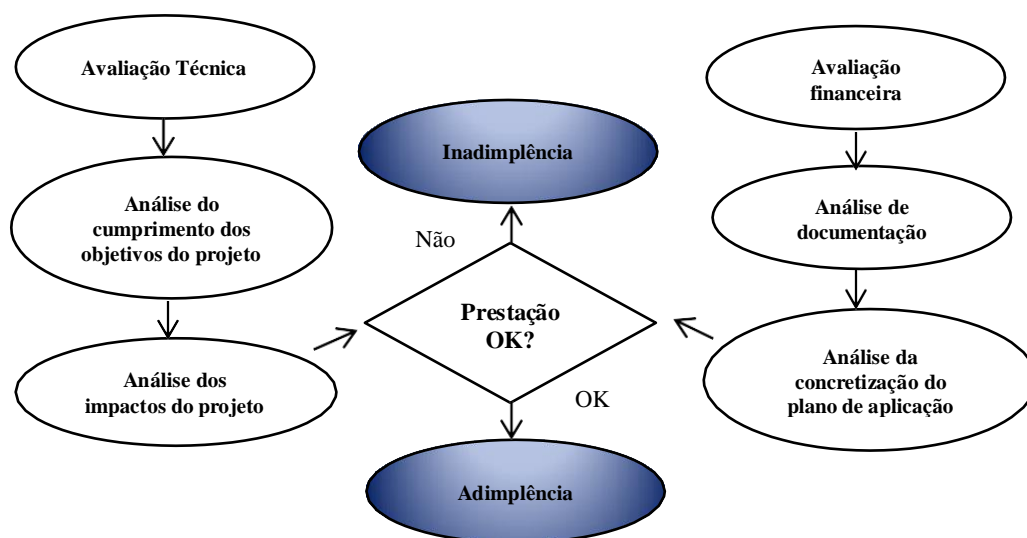 Avaliação Técnica
Análise do
cumprimento dos
objetivos do projeto
Análise dos
impactos do projeto
Inadimplência
Não
Prestação
OK?
OK
Adimplência
Avaliação
financeira
Análise de
documentação
Análise da
concretização do
plano de aplicação